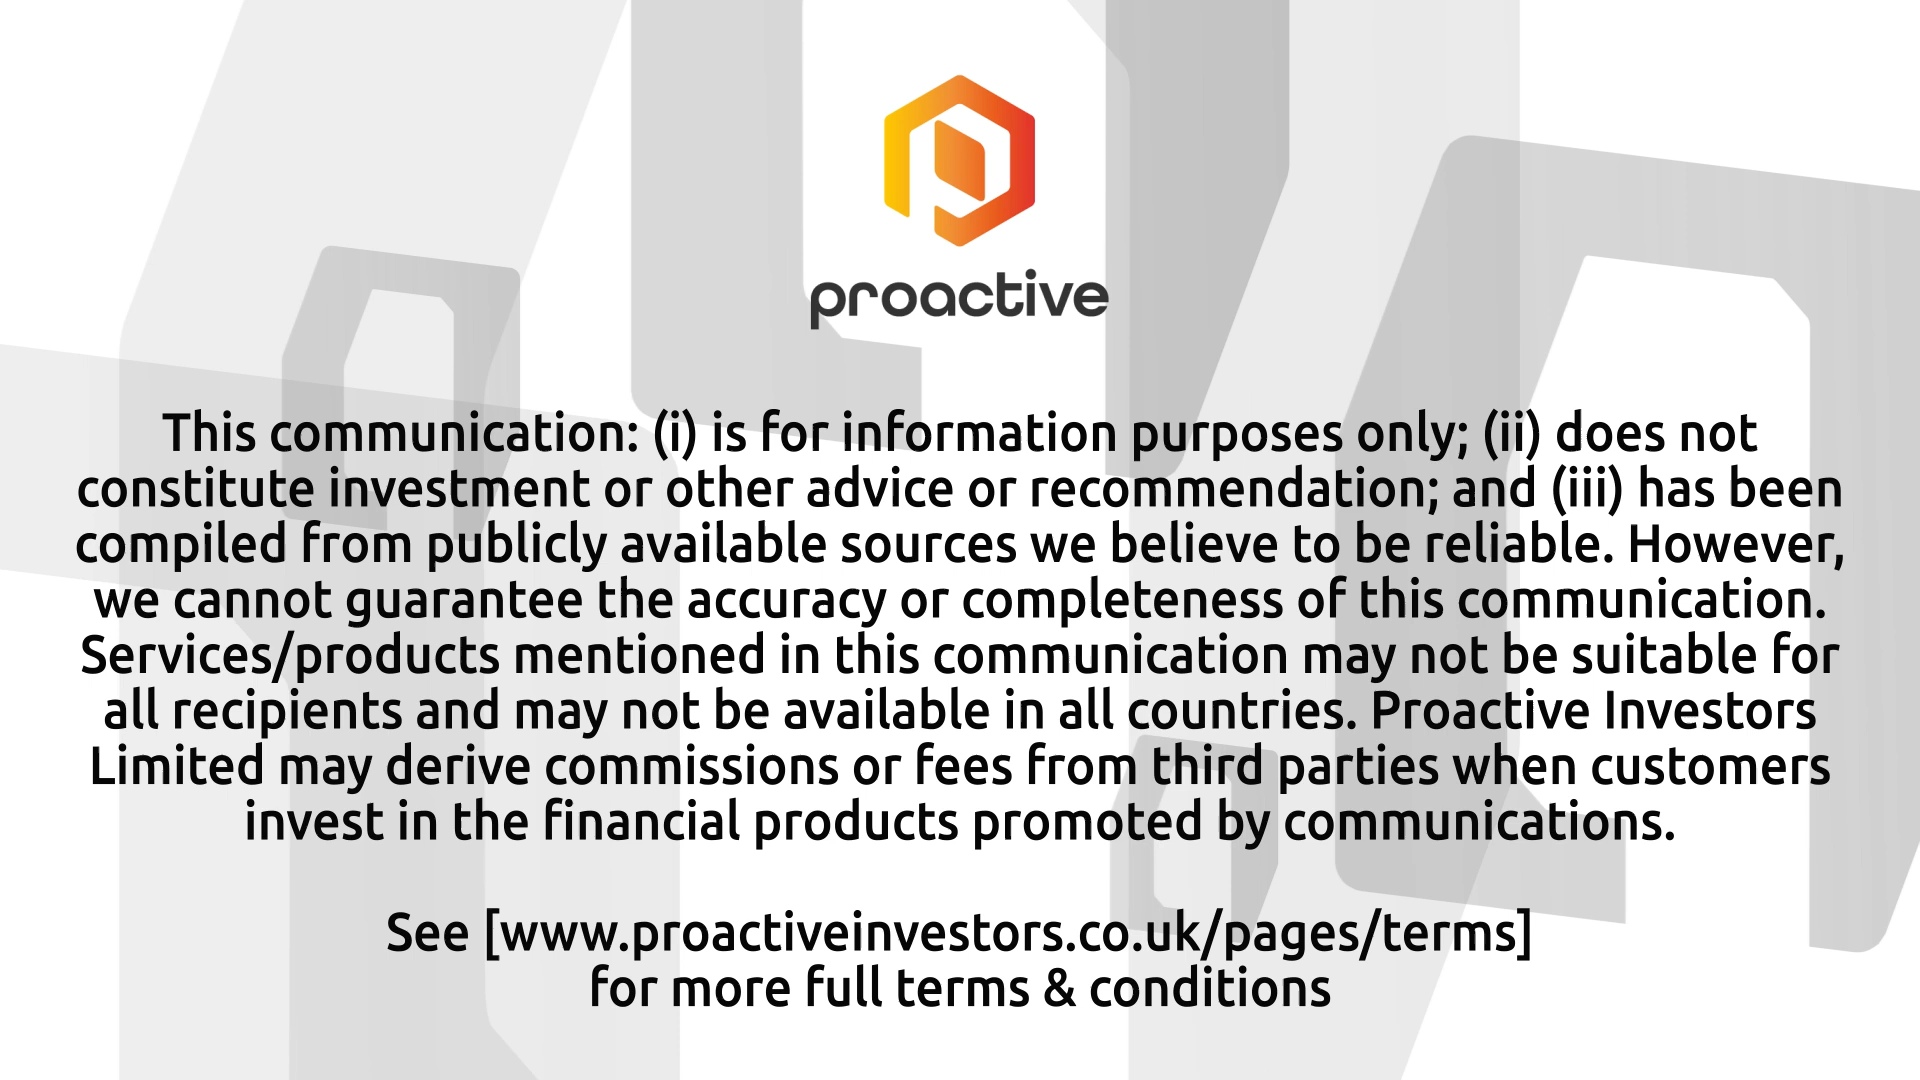 proactive
This communication: (i) is for information purposes only; (ii) does not
constitute investment or other advice or recommendation; and (iii) has been
compiled from publicly available sources we believe to be reliable. However,
we cannot guarantee the accuracy or completeness of this communication.
Services/products mentioned in this communication may not be suitable for
all recipients and may not be available in all countries. Proactive Investors
Limited may derive commissions or fees from third parties when customers
invest in the financial products promoted by communications.
See [www.proactiveinvestors.co.uk/pages/terms]
for more full terms & conditions